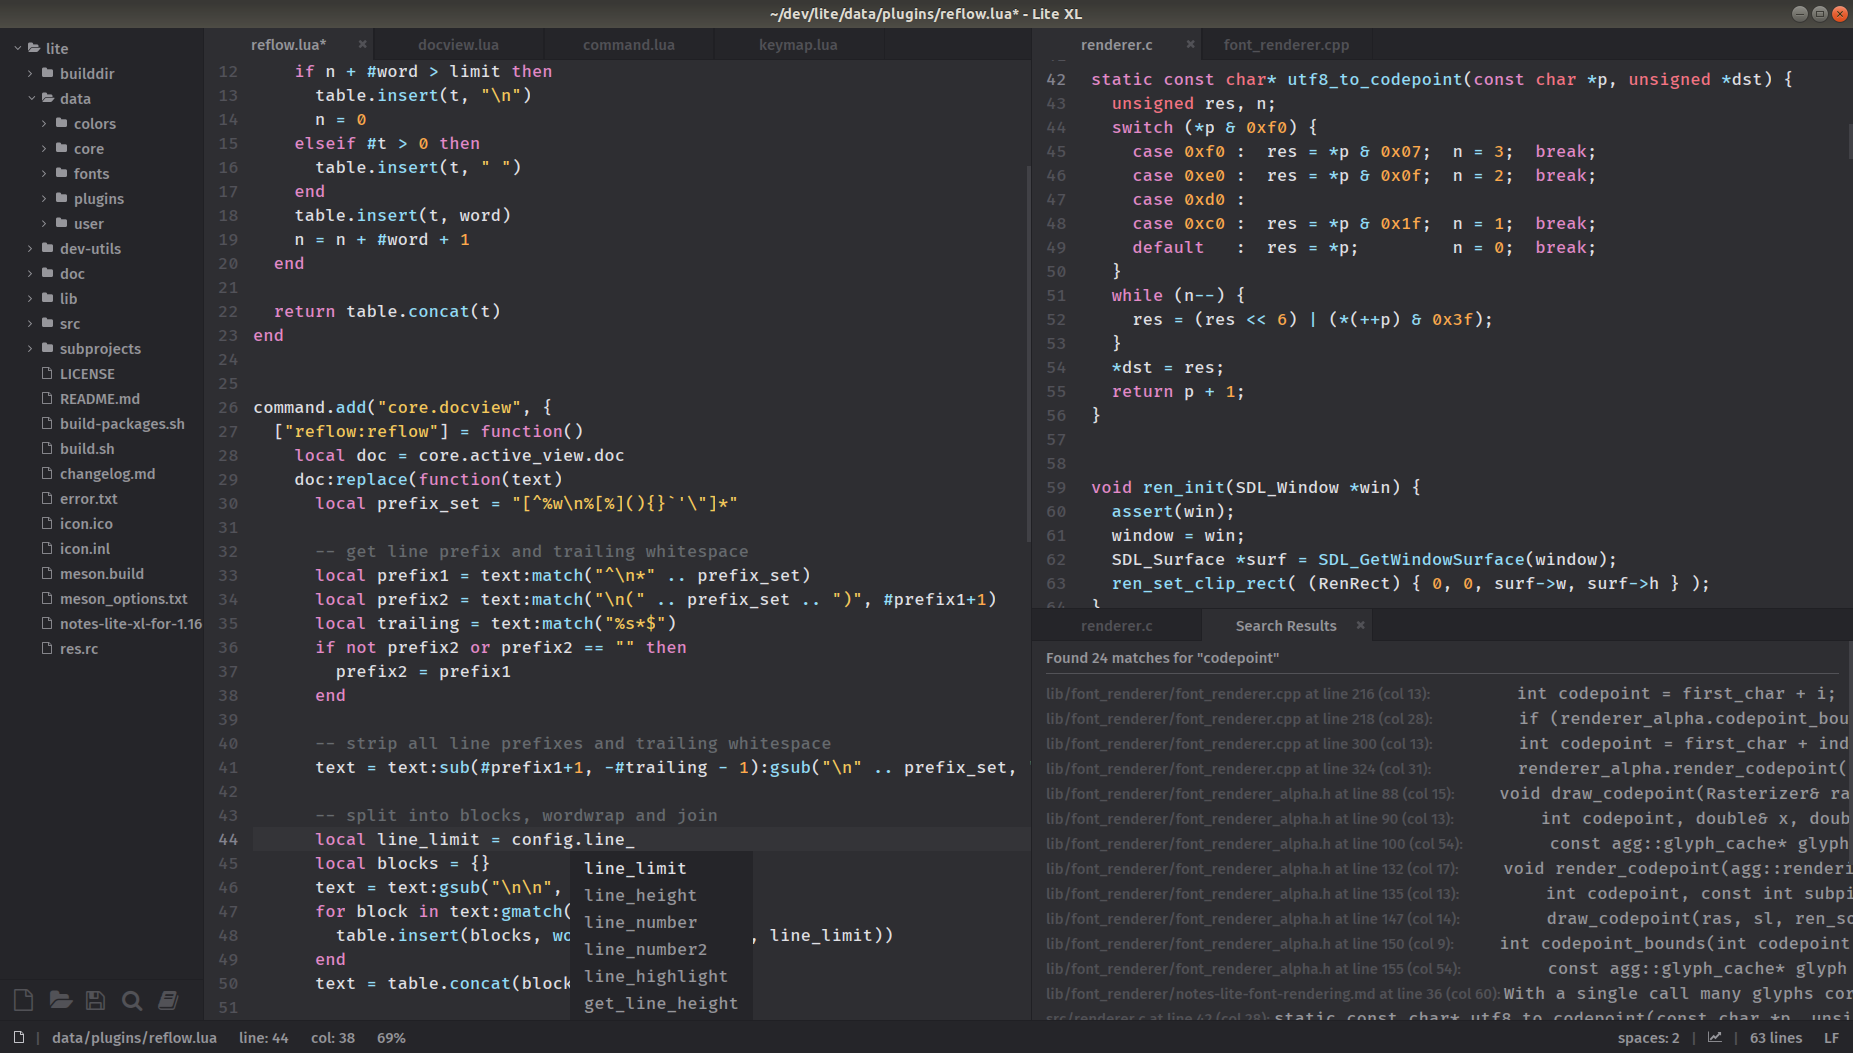 ~/dev/lite/data/plugins/reflow.lua* - Lite XL
lite
builddir
data
colors
core
fonts
plugins
user
dev-utils
doc
lib
src
subprojects
LICENSE
README.md
build-packages.sh
build.sh
changelog.md
error.txt
icon.ico
icon.inl
meson.build
meson_options.txt
notes-lite-xl-for-1.16
res.rc
reflow.lua*
docview.lua
command.lua
keymap.lua
12 if n + #word > limit then
13 table.insert(t, "\n")
14 n = 0
15 elseif #t > 0 then
16 table.insert(t, " ")
17 end
18 table.insert(t, word)
19 n = n + #word + 1
20 end
21
22 return table.concat(t)
23 end
24
25
26 command.add("core.docview", {
27 ["reflow:reflow"] = function()
28 local doc = core.active_view.doc
29 doc:replace(function(text)
30 local prefix_set = "[^%w\n%[%](){}`'\"]*"
31
32 -- get line prefix and trailing whitespace
33 local prefix1 = text:match("^\n*" .. prefix_set)
34 local prefix2 = text:match("\n(" .. prefix_set .. ")", #prefix1+1)
35 local trailing = text:match("%s*$")
36 if not prefix2 or prefix2 == "" then
37 prefix2 = prefix1
38 end
39
40 -- strip all line prefixes and trailing whitespace
41 text = text:sub(#prefix1+1, -#trailing - 1):gsub("\n" .. prefix_set,
42
43 -- split into blocks, wordwrap and join
44 local line_limit = config.line_
45 local blocks = {}
46 text = text:gsub("\n\n",
47 for block in text:gmatch(
48 table.insert(blocks, wo , line_limit))
49 end
50 text = table.concat(block
51
line_limit
line_height
line_number
line_number2
line_highlight
get_line_height
renderer.c
font_renderer.cpp
42 static const char* utf8_to_codepoint(const char *p, unsigned *dst) {
43 unsigned res, n;
44 switch (*p & 0xf0) {
45 case 0xf0 : res = *p & 0x07; n = 3; break;
46 case 0xe0 : res = *p & 0x0f; n = 2; break;
47 case 0xd0 :
48 case 0xc0 : res = *p & 0x1f; n = 1; break;
49 default : res = *p; n = 0; break;
50 }
51 while (n--) {
52 res = (res << 6) | (*(++p) & 0x3f);
53 }
54 *dst = res;
55 return p + 1;
56 }
57
58
59 void ren_init(SDL_Window *win) {
60 assert(win);
61 window = win;
62 SDL_Surface *surf = SDL_GetWindowSurface(window);
63 ren_set_clip_rect( (RenRect) { 0, 0, surf->w, surf->h } );
64 }
renderer.c
Search Results
Found 24 matches for "codepoint"
lib/font_renderer/font_renderer.cpp at line 216 (col 13): int codepoint = first_char + i;
lib/font_renderer/font_renderer.cpp at line 218 (col 28): if (renderer_alpha.codepoint_bou
lib/font_renderer/font_renderer.cpp at line 300 (col 13): int codepoint = first_char + ind
lib/font_renderer/font_renderer.cpp at line 324 (col 31): renderer_alpha.render_codepoint(
lib/font_renderer/font_renderer_alpha.h at line 88 (col 15): void draw_codepoint(Rasterizer& ra
lib/font_renderer/font_renderer_alpha.h at line 90 (col 13): int codepoint, double& x, doub
lib/font_renderer/font_renderer_alpha.h at line 100 (col 54): const agg::glyph_cache* glyph
lib/font_renderer/font_renderer_alpha.h at line 132 (col 17): void render_codepoint(agg::renderi
lib/font_renderer/font_renderer_alpha.h at line 135 (col 13): int codepoint, const int subpi
lib/font_renderer/font_renderer_alpha.h at line 147 (col 14): draw_codepoint(ras, sl, ren_so
lib/font_renderer/font_renderer_alpha.h at line 150 (col 9): int codepoint_bounds(int codepoint
lib/font_renderer/font_renderer_alpha.h at line 155 (col 54): const agg::glyph_cache* glyph
lib/font_renderer/notes-lite-font-rendering.md at line 36 (col 60): With a single call many glyphs cor
src/renderer.c at line 42 (col 28): static const char* utf8_to_codepoint(const char *p, unsi
data/plugins/reflow.lua line: 44 col: 38 69%
spaces: 2 63 lines LF